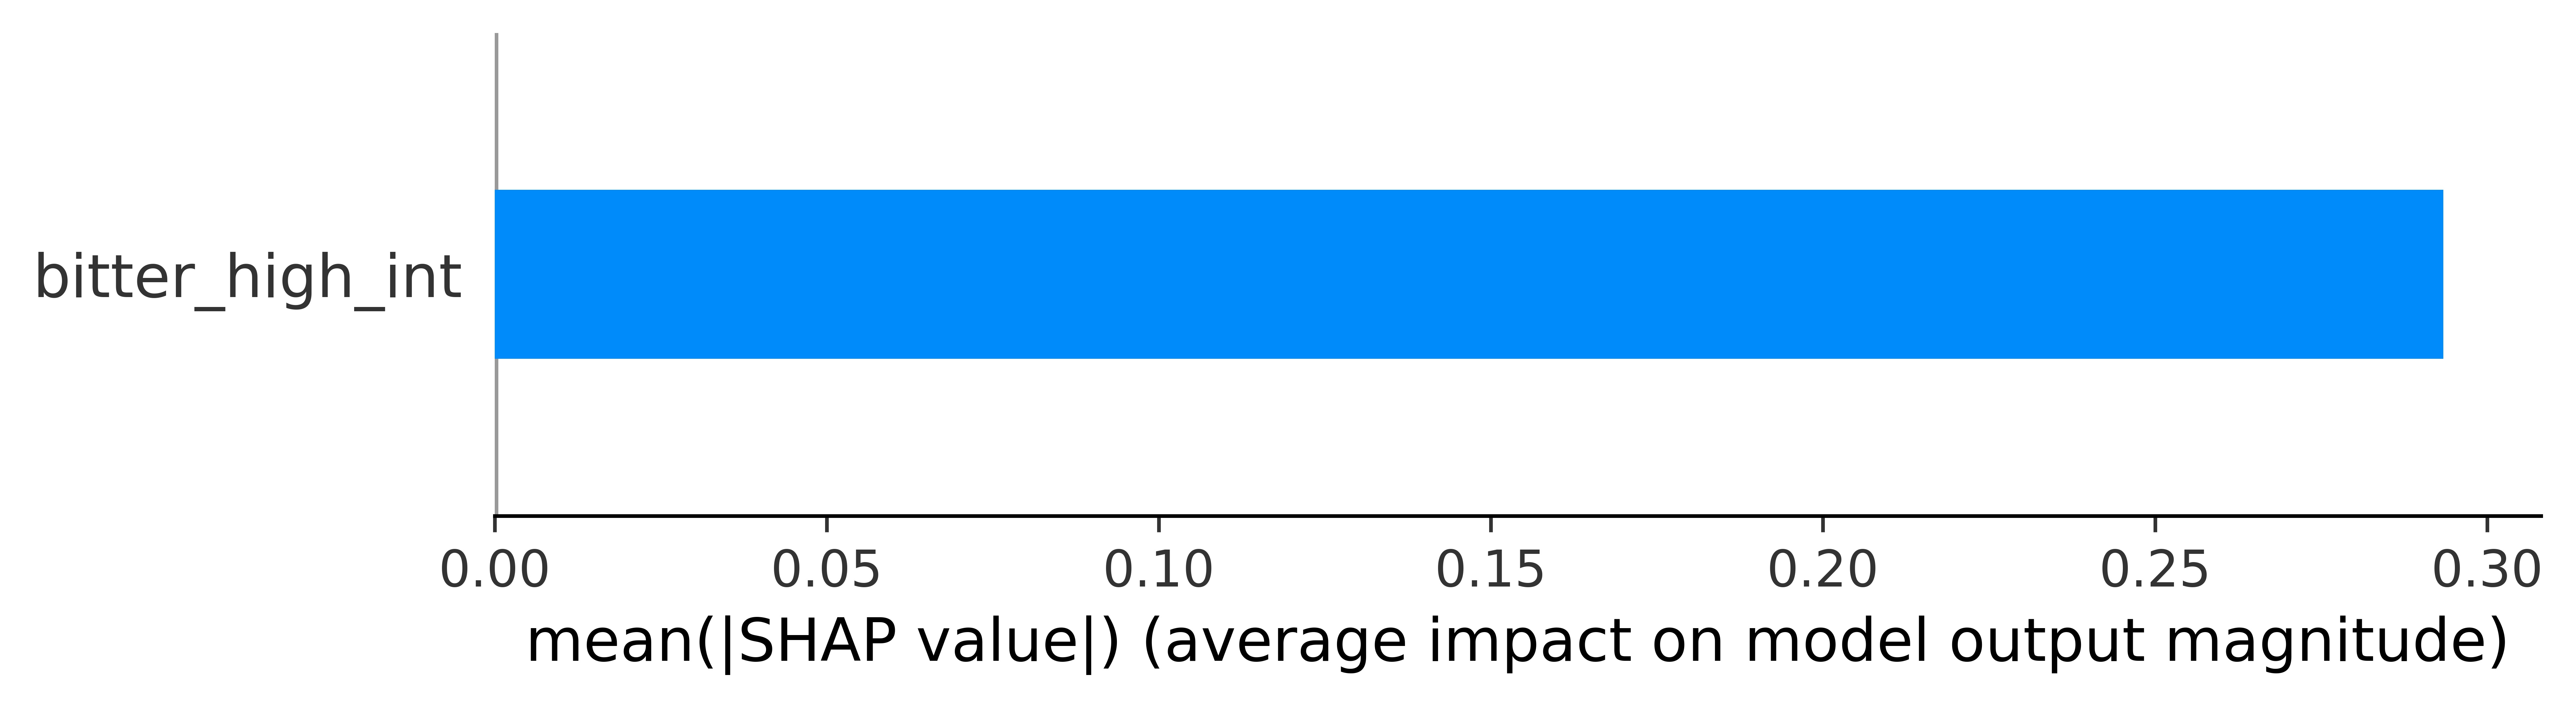 bitter_high_int
0.00 0.05 0.10 0.15 0.20 0.25 0.30
mean(|SHAP value|) (average impact on model output magnitude)